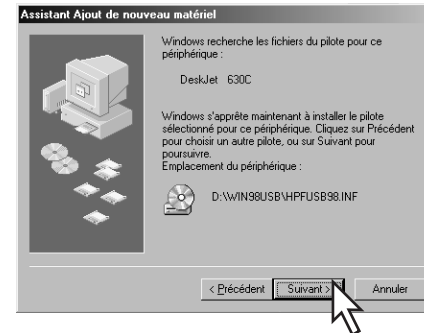 Assistant Ajout de nouveau matériel
Windows recherche les fichiers du pilote pour ce
périphérique :
DeskJet 630C
Windows s'apprête maintenant à installer le pilote
sélectionné pour ce périphérique. Cliquez sur Précédent
pour choisir un autre pilote, ou sur Suivant pour
poursuivre.
Emplacement du périphérique :
D:\WIN98USB\HPFUSB98.INF
< Précédent Suivant > Annuler